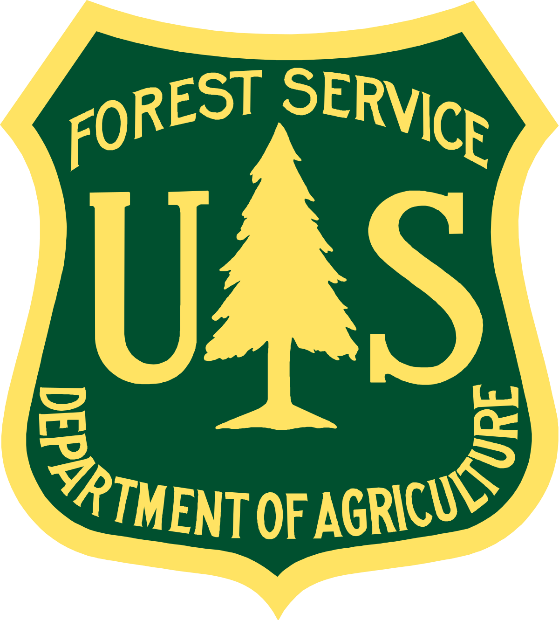 FOREST SERVICE
U S
DEPARTMENT OF AGRICULTURE